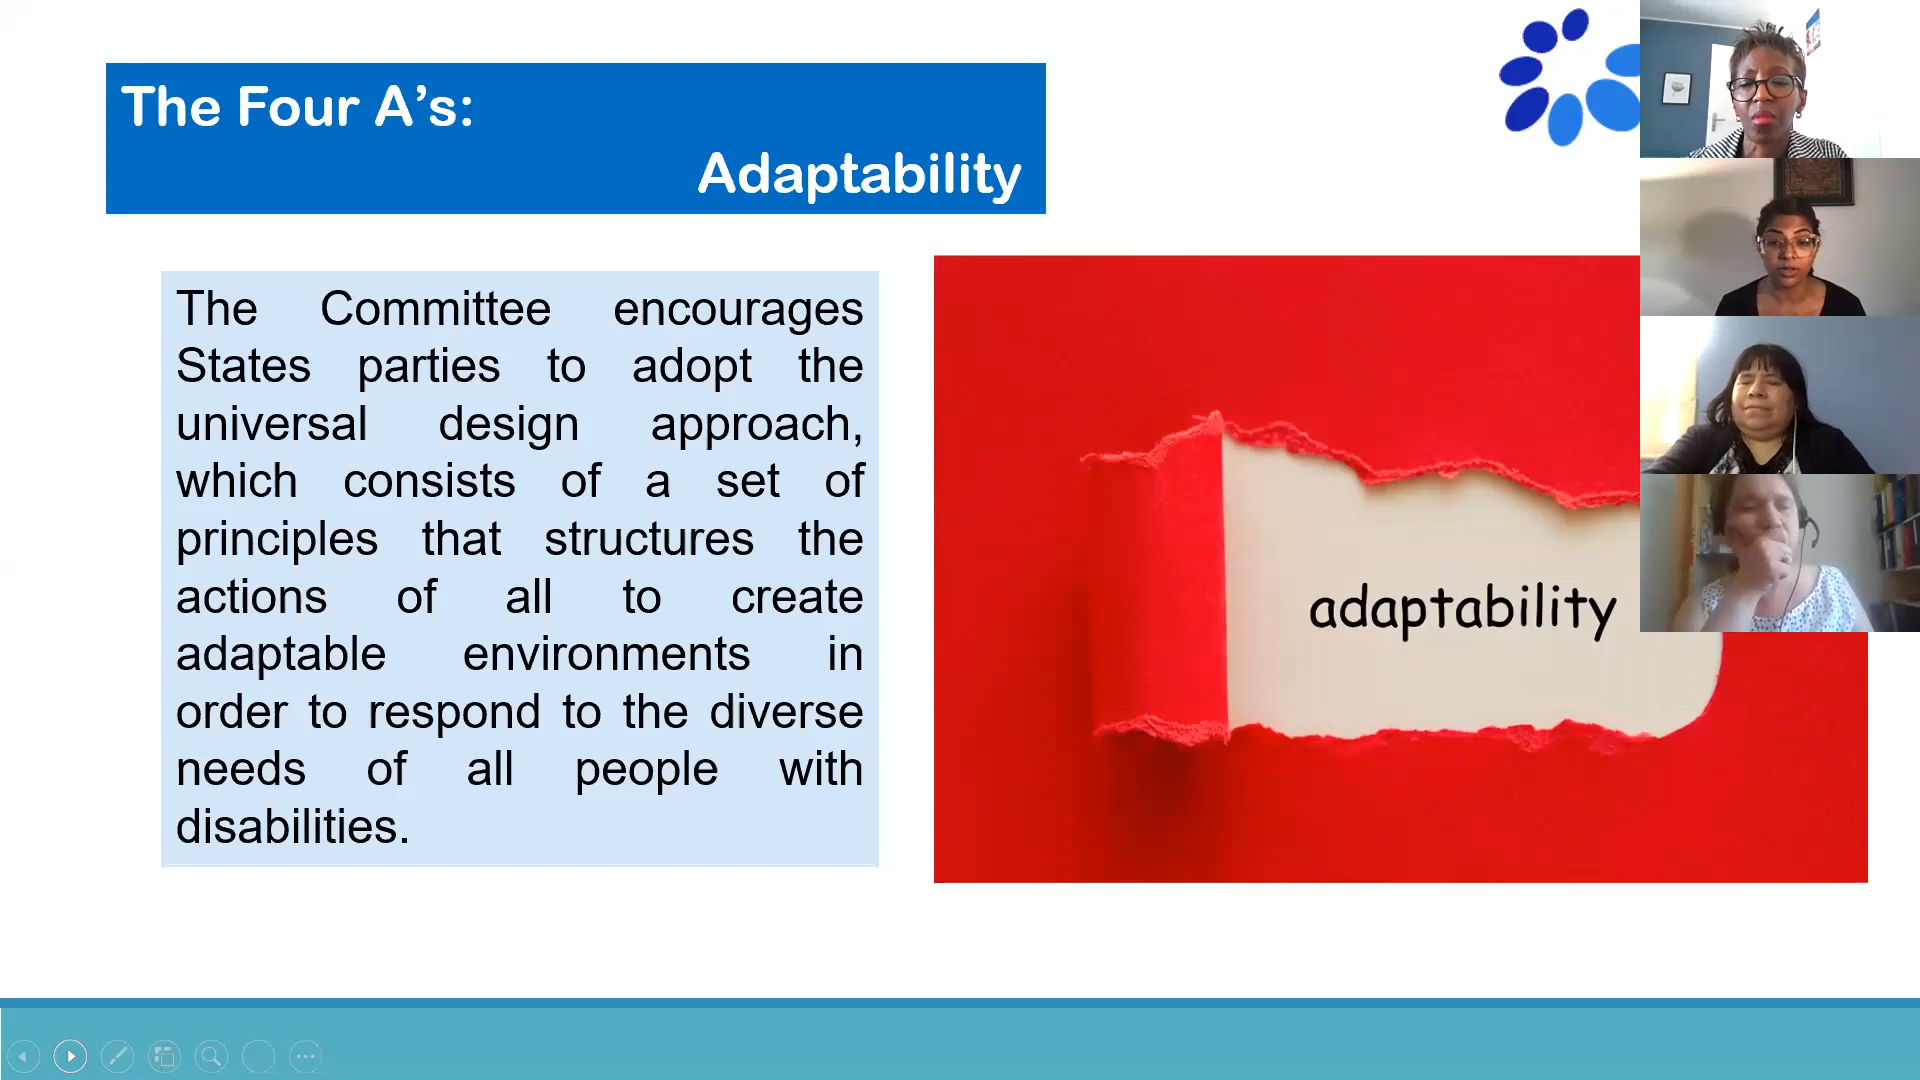 The Four A’s:
Adaptability
The Committee encourages
States parties to adopt the
universal design approach,
which consists of a set of
principles that structures the
actions of all to create
adaptable environments in
order to respond to the diverse
needs of all people with
disabilities.
adaptability